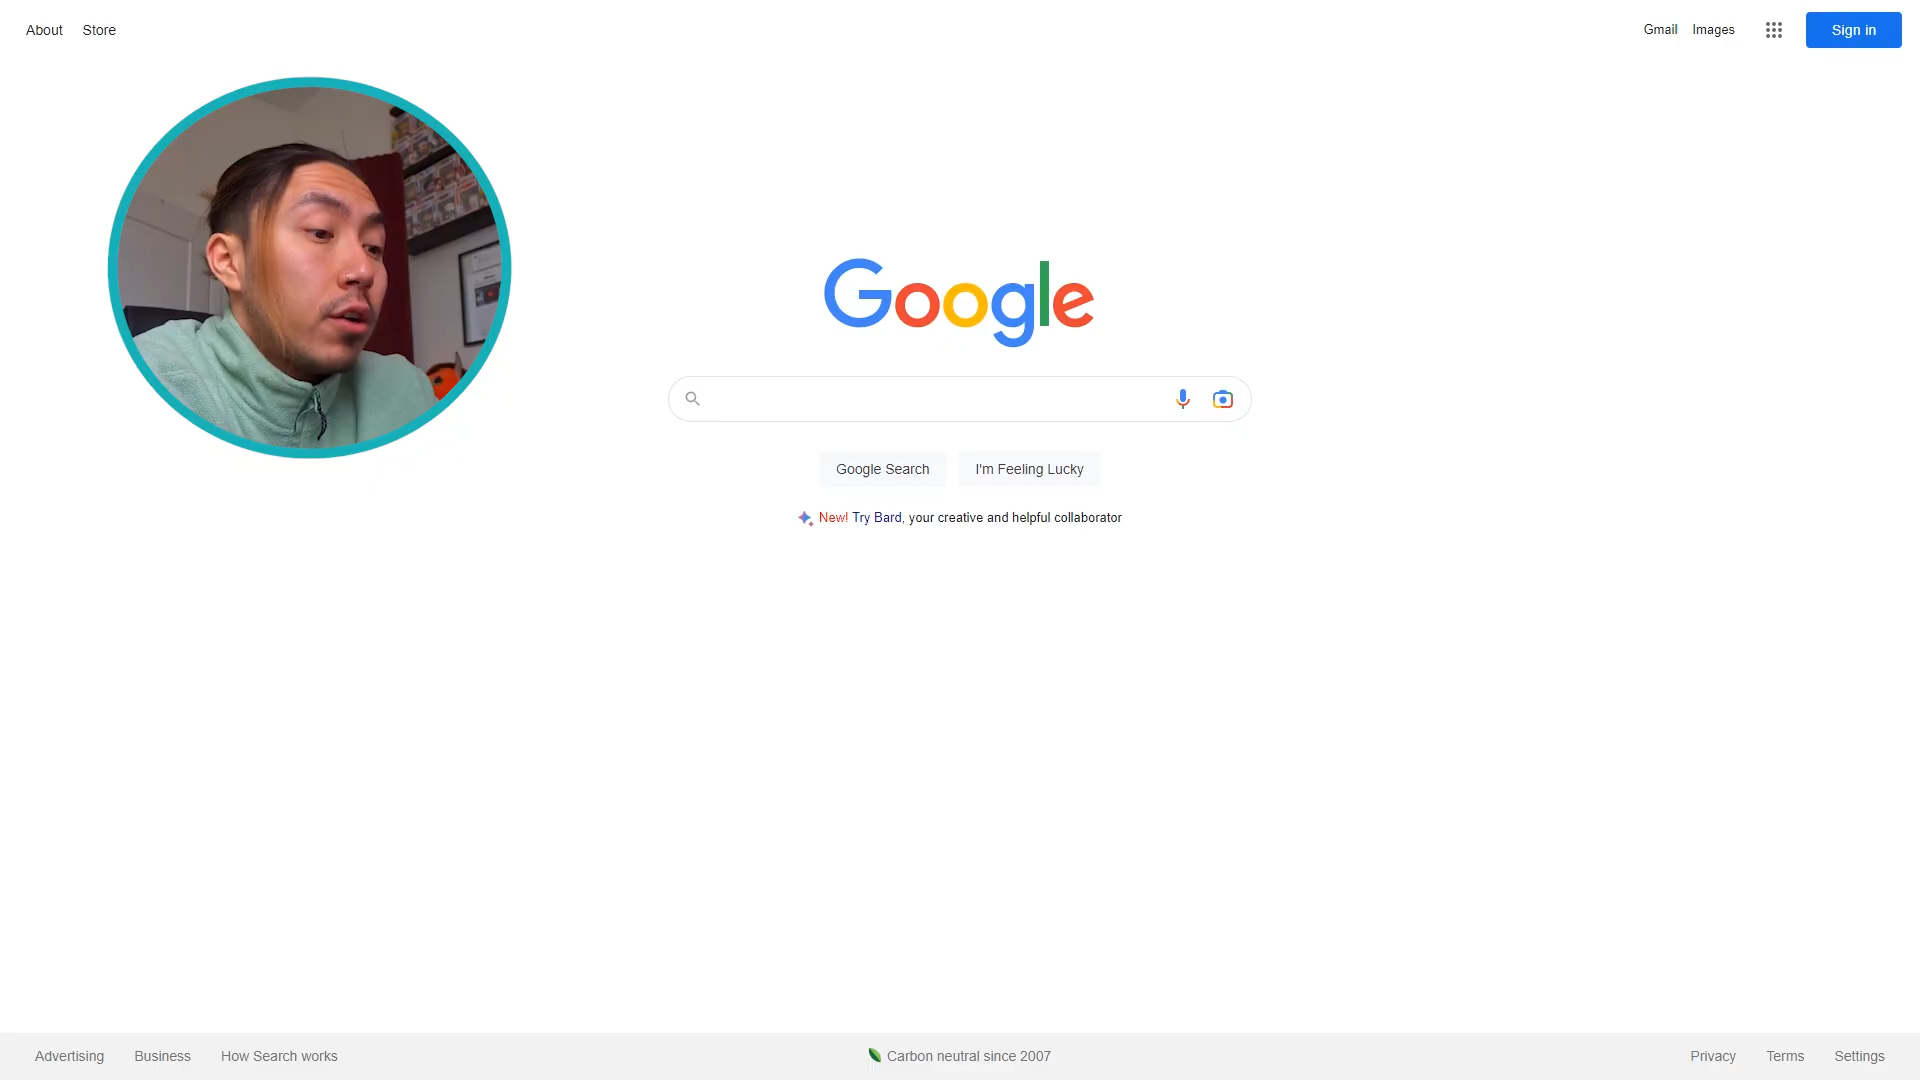 About Store
Gmail Images Sign in
Google
Google Search I'm Feeling Lucky
New! Try Bard, your creative and helpful collaborator
Advertising Business How Search works
Carbon neutral since 2007
Privacy Terms Settings